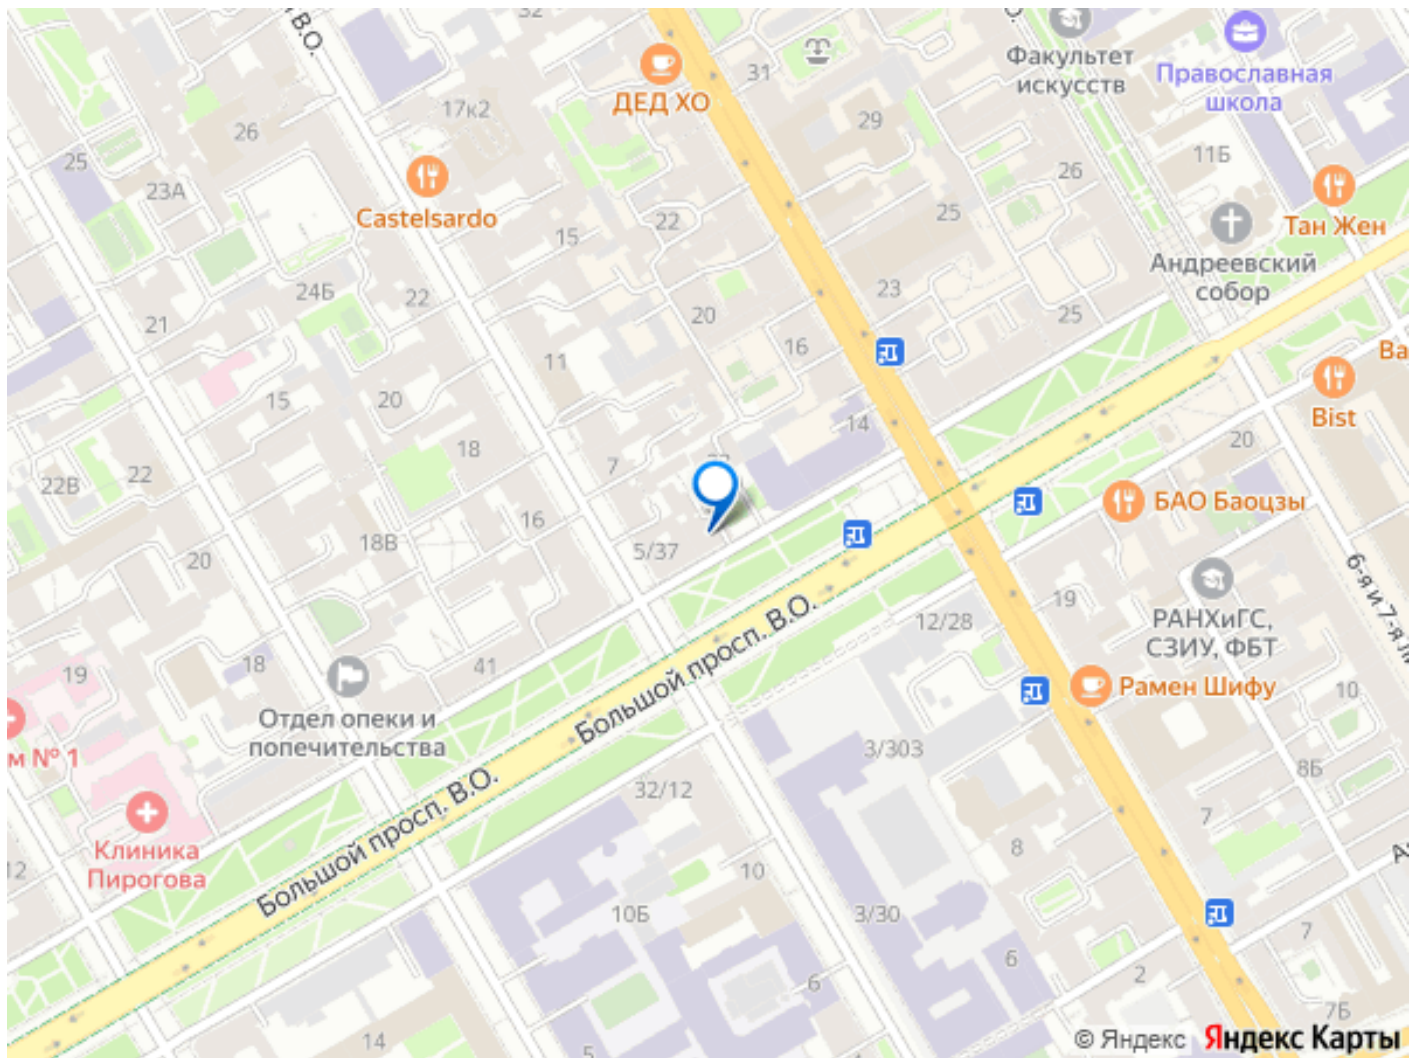 В.О.
32
ДЕД ХО
31
Факультет
искусств
Православная
школа
17к2
26
25
23А
29
11Б
26
Castelsardo
22
15
25
Тан Жен
Андреевский
собор
24Б
22
21
20
23
25
16
11
15
20
18
14
Bist
20
7
22В
22
БАО Баоцзы
16
18В
5/37
20
6-я и 7-я
19
РАНХиГС,
СЗИУ, ФБТ
12/28
Большой просп. В.О.
41
18
19
Отдел опеки и
попечительства
м № 1
Рамен Шифу
10
3/303
8Б
32/12
7
Клиника
Пирогова
12
8
Большой просп. В.О.
10
10Б
3/30
6
7
2
6
7Б
14
5
© Яндекс Яндекс Карты